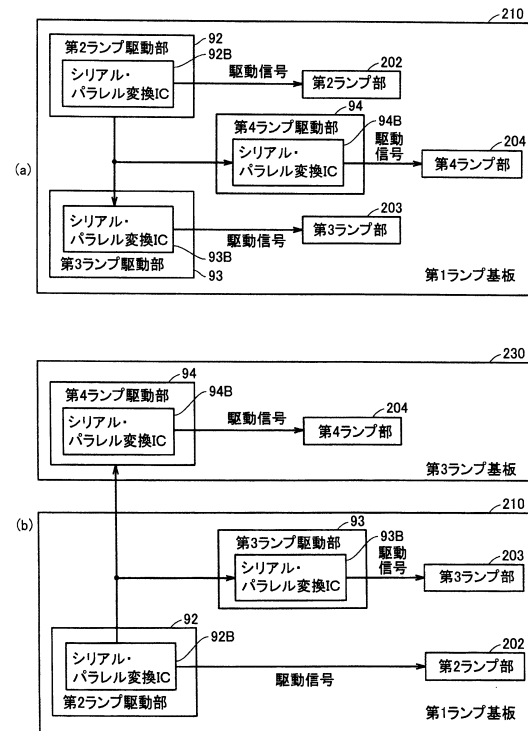 210
第2ランプ駆動部
92
シリアル・
パラレル変換IC
92B
駆動信号
202
第2ランプ部
(a)
94
第4ランプ駆動部
94B
シリアル・
パラレル変換IC
駆動
信号
204
第4ランプ部
シリアル・
パラレル変換IC
93B
第3ランプ駆動部
93
駆動信号
203
第3ランプ部
第1ランプ基板
230
94
第4ランプ駆動部
94B
シリアル・
パラレル変換IC
駆動信号
204
第4ランプ部
第3ランプ基板
210
(b)
93
第3ランプ駆動部
93B
シリアル・
パラレル変換IC
駆動
信号
203
第3ランプ部
92
シリアル・
パラレル変換IC
92B
第2ランプ駆動部
駆動信号
202
第2ランプ部
第1ランプ基板